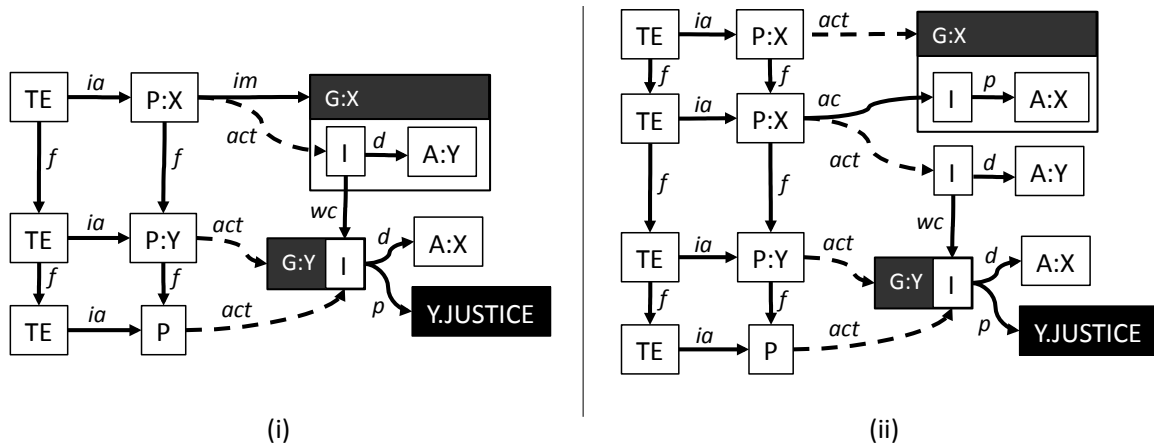 TE ia P:X im G:X
act I d A:Y
f f wc
TE ia P:Y act G:Y I d A:X
f f p Y.JUSTICE
TE ia P act
(i)
TE ia P:X act G:X
f f I p A:X
TE ia P:X ac
act I d A:Y
f f wc
TE ia P:Y act G:Y I d A:X
f f p Y.JUSTICE
TE ia P act
(ii)